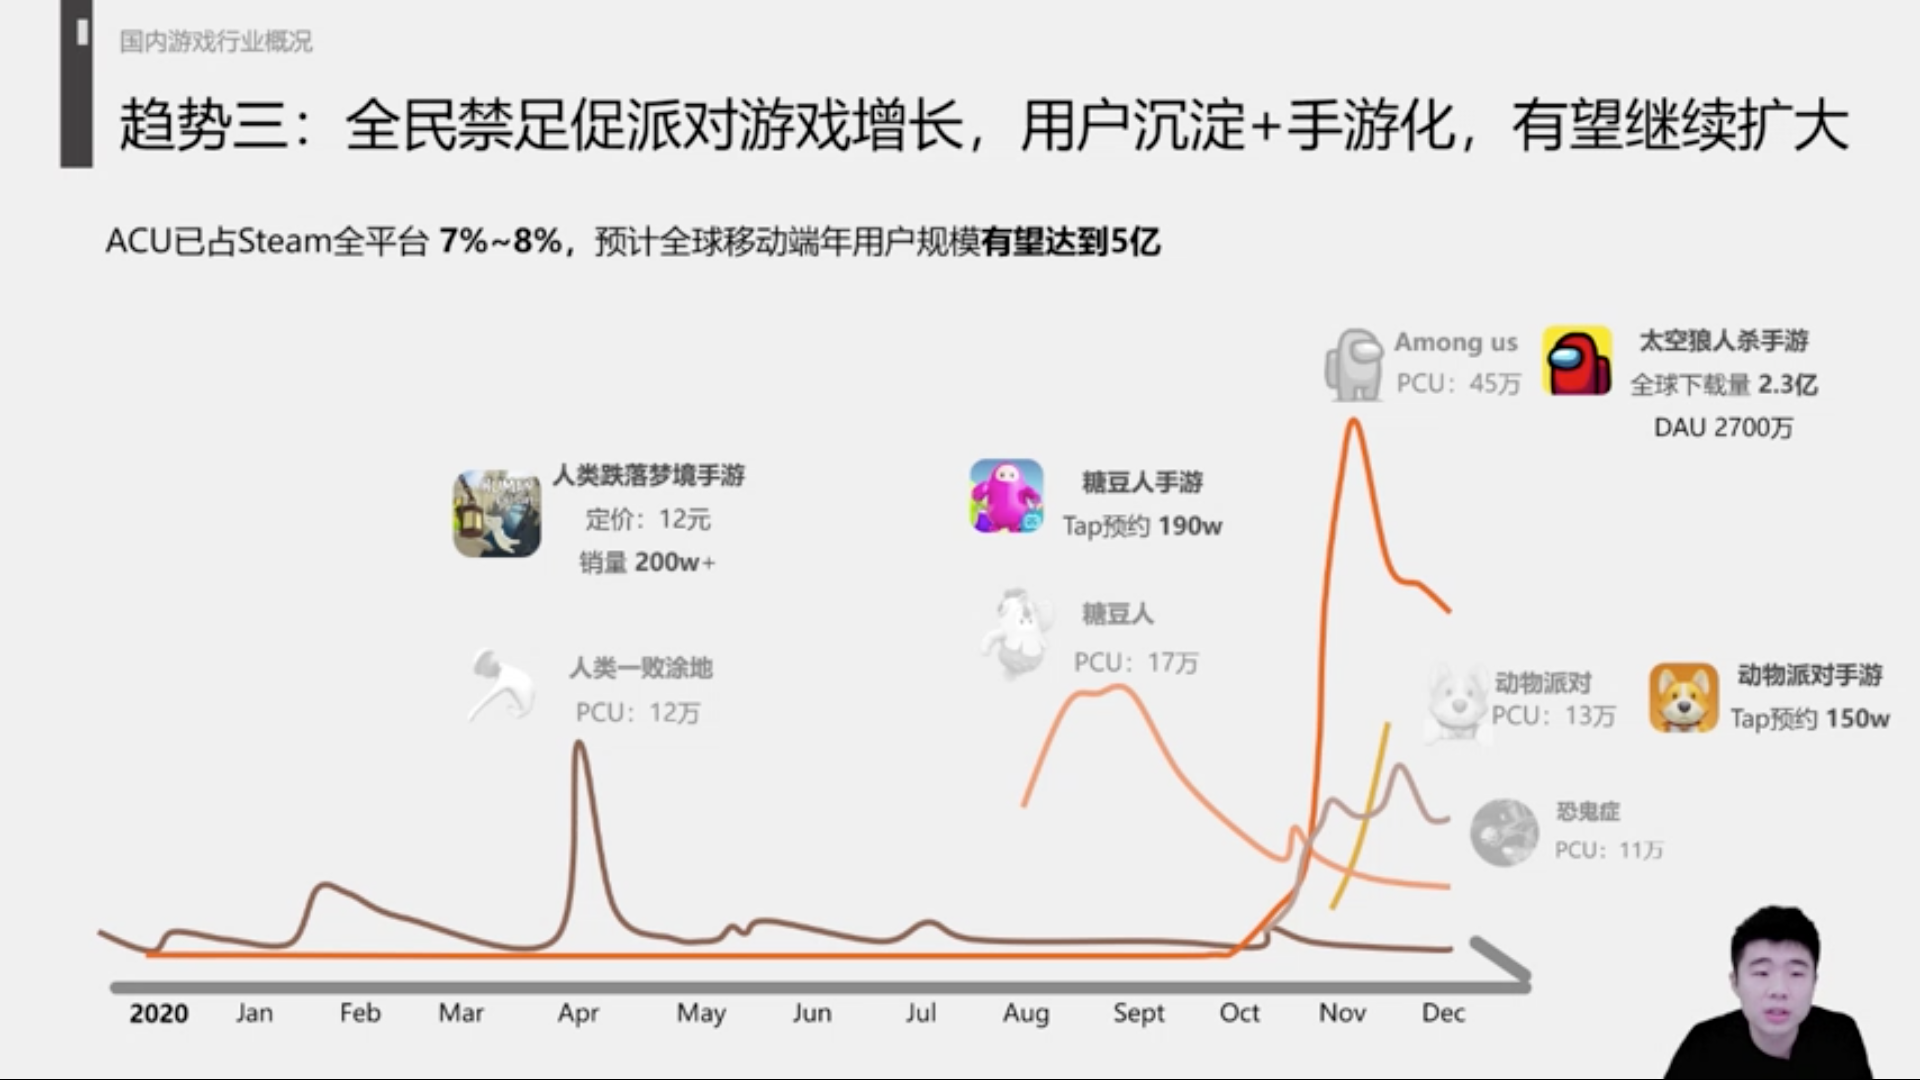 国内游戏行业概况
趋势三：全民禁足促派对游戏增长，用户沉淀+手游化，有望继续扩大
ACU已占Steam全平台 7%~8%，预计全球移动端年用户规模有望达到5亿
Among us
PCU：45万
太空狼人杀手游
全球下载量 2.3亿
DAU 2700万
人类跌落梦境手游
定价：12元
销量 200w+
糖豆人手游
Tap预约 190w
糖豆人
PCU：17万
人类一败涂地
PCU：12万
动物派对
PCU：13万
动物派对手游
Tap预约 150w
恐鬼症
PCU：11万
2020 Jan Feb Mar Apr May Jun Jul Aug Sept Oct Nov Dec